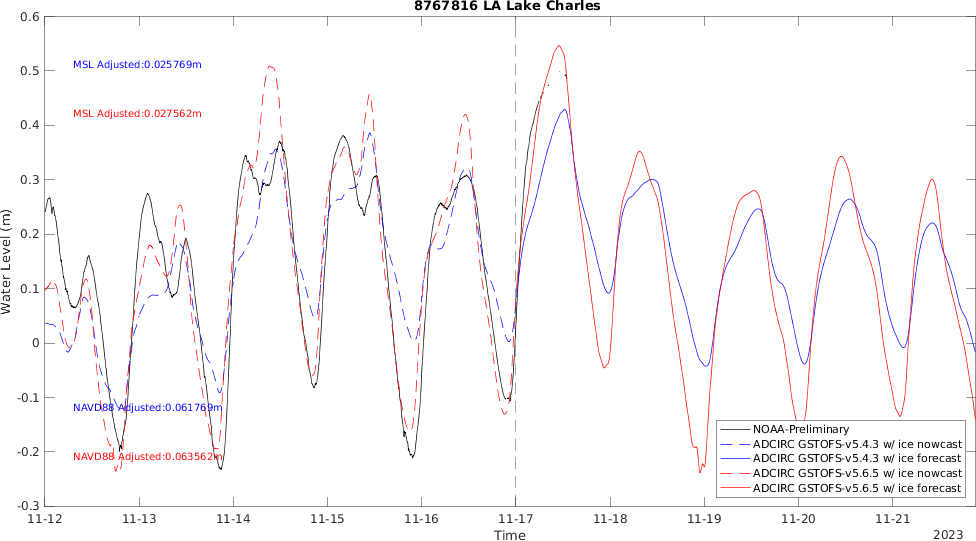 8767816 LA Lake Charles
0.6
0.5
0.4
0.3
0.2
0.1
0
-0.1
-0.2
-0.3
Water Level (m)
MSL Adjusted:0.025769m
MSL Adjusted:0.027562m
NAVD88 Adjusted:0.061769m
NAVD88 Adjusted:0.063562m
NOAA-Preliminary
ADCIRC GSTOFS-v5.4.3 w/ ice nowcast
ADCIRC GSTOFS-v5.4.3 w/ ice forecast
ADCIRC GSTOFS-v5.6.5 w/ ice nowcast
ADCIRC GSTOFS-v5.6.5 w/ ice forecast
11-12 11-13 11-14 11-15 11-16 11-17 11-18 11-19 11-20 11-21
Time
2023